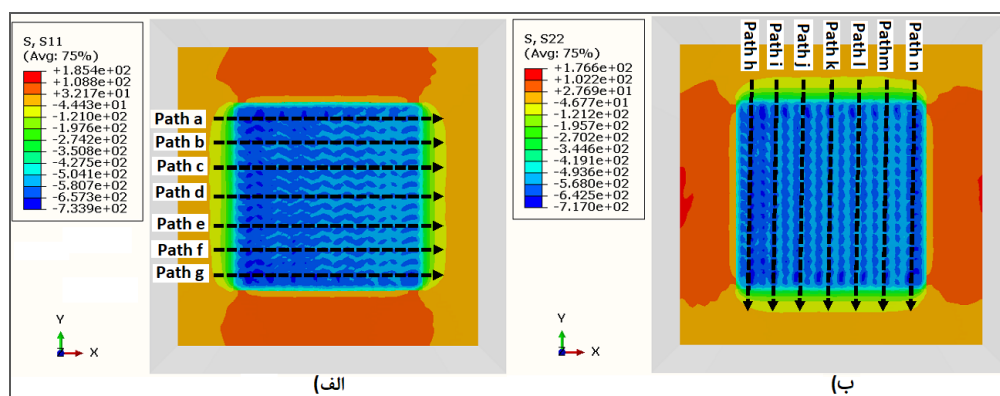 S, S11
(Avg: 75%)
+1.854e+02
+1.088e+02
+3.217e+01
-4.443e+01
-1.210e+02
-1.976e+02
-2.742e+02
-3.508e+02
-4.275e+02
-5.041e+02
-5.807e+02
-6.573e+02
-7.339e+02
Path a
Path b
Path c
Path d
Path e
Path f
Path g
Y
X
الف)
S, S22
(Avg: 75%)
+1.766e+02
+1.022e+02
+2.769e+01
-4.677e+01
-1.212e+02
-1.957e+02
-2.702e+02
-3.446e+02
-4.191e+02
-4.936e+02
-5.680e+02
-6.425e+02
-7.170e+02
Path h
Path i
Path j
Path k
Path l
Pathm
Path n
Y
X
ب)